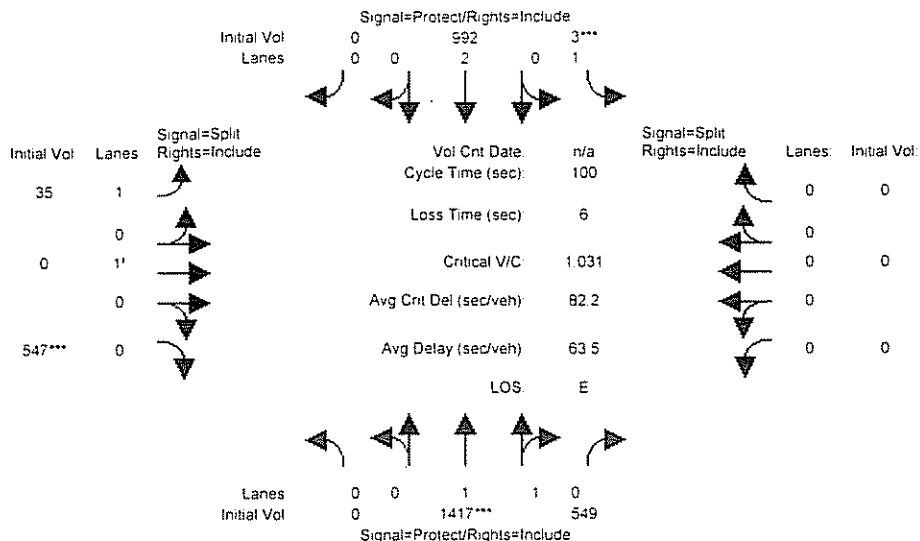 Signal=Protect/Rights=Include
Initial Vol 0 992 3***
Lanes 0 0 2 0 1
Signal=Split
Rights=Include
Initial Vol Lanes
35 1
0
0 1!
0
547*** 0
Vol Cnt Date: n/a
Cycle Time (sec): 100
Loss Time (sec): 6
Critical V/C: 1.031
Avg Crit Del (sec/veh): 82.2
Avg Delay (sec/veh): 63.5
LOS: E
Signal=Split
Rights=Include
Lanes: Initial Vol:
0 0
0
0 0
0
0 0
Lanes 0 0 1 1 0
Initial Vol 0 1417*** 549
Signal=Protect/Rights=Include